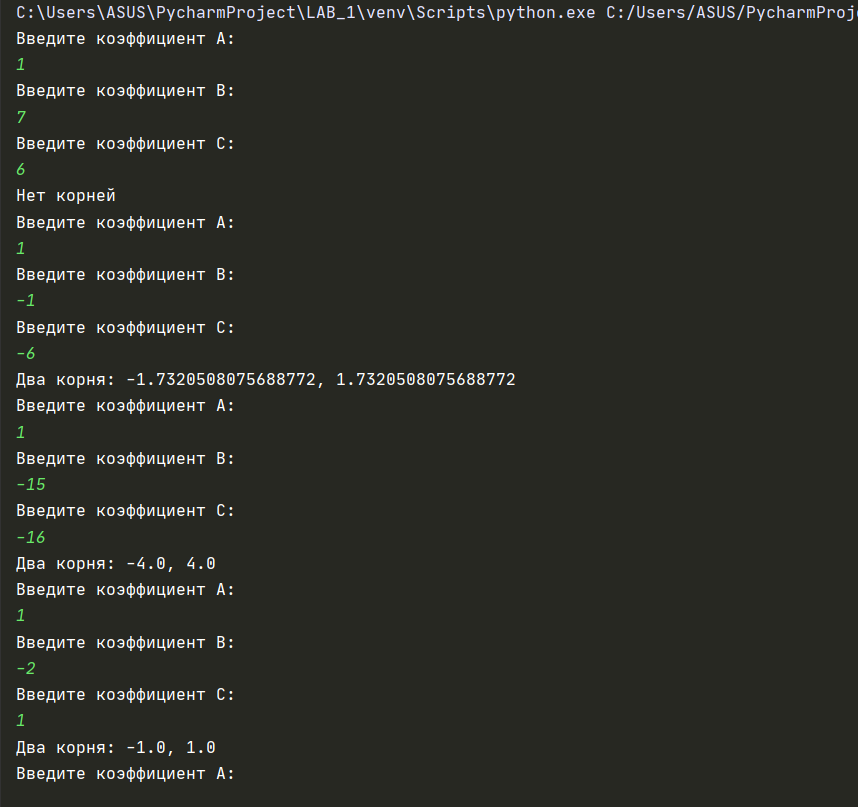 C:\Users\ASUS\PycharmProject\LAB_1\venv\Scripts\python.exe C:/Users/ASUS/PycharmProj
Введите коэффициент A:
1
Введите коэффициент B:
7
Введите коэффициент C:
6
Нет корней
Введите коэффициент A:
1
Введите коэффициент B:
-1
Введите коэффициент C:
-6
Два корня: -1.7320508075688772, 1.7320508075688772
Введите коэффициент A:
1
Введите коэффициент B:
-15
Введите коэффициент C:
-16
Два корня: -4.0, 4.0
Введите коэффициент A:
1
Введите коэффициент B:
-2
Введите коэффициент C:
1
Два корня: -1.0, 1.0
Введите коэффициент A: